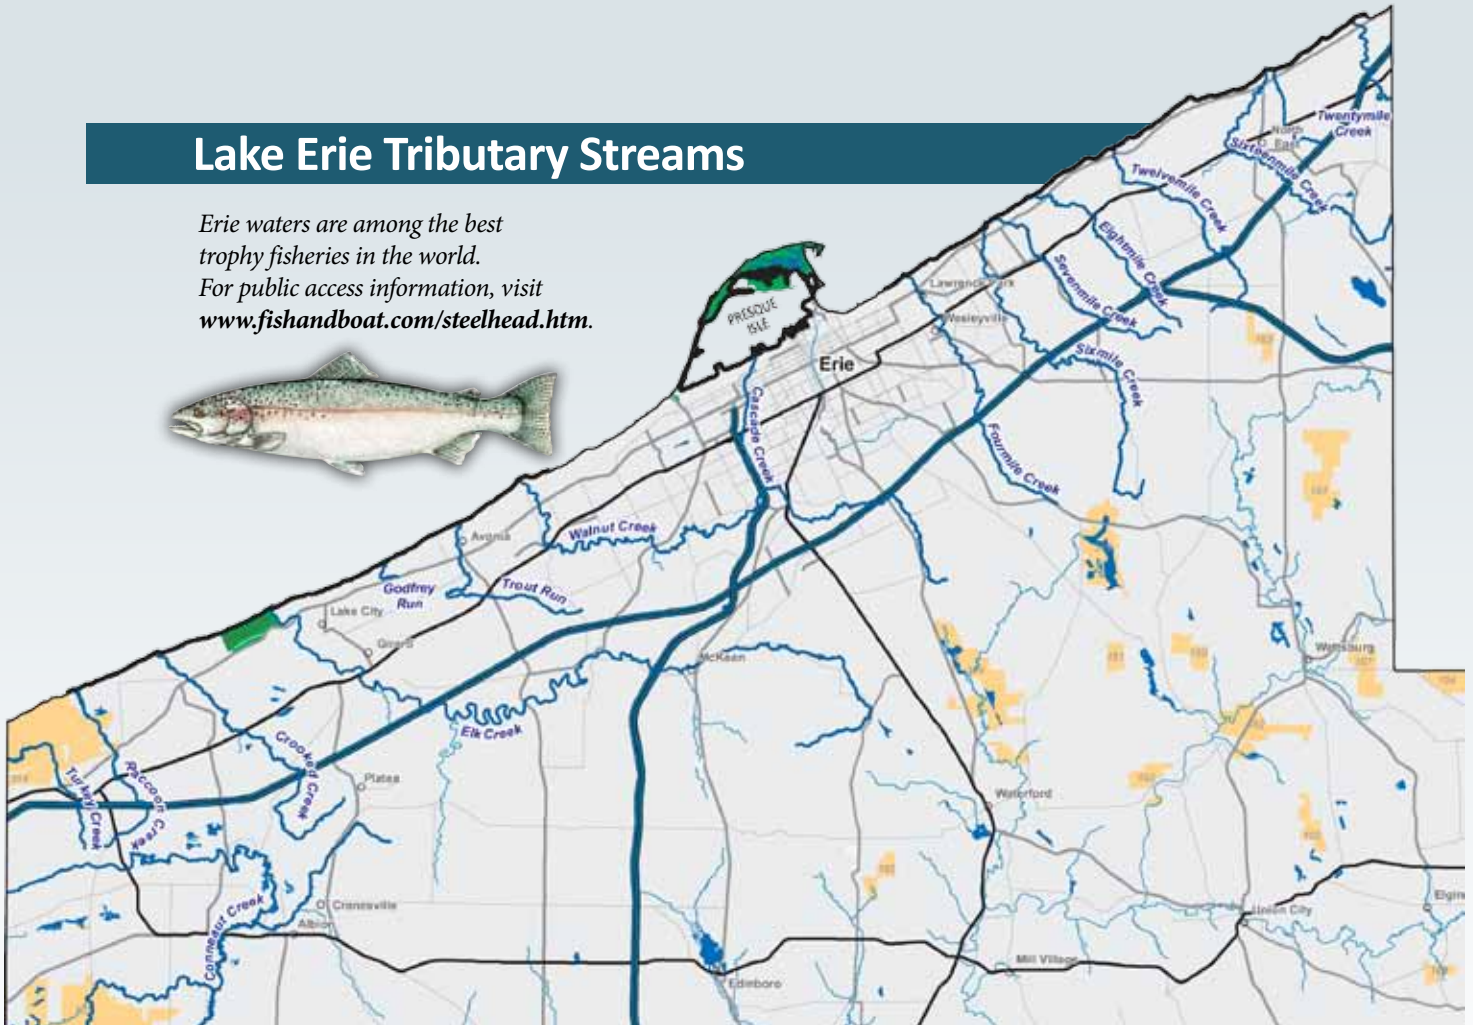 Lake Erie Tributary Streams
Erie waters are among the best
trophy fisheries in the world.
For public access information, visit
www.fishandboat.com/steelhead.htm.
Twentymile
Creek
North
East
Sixteenmile Creek
Twelvemile Creek
Eightmile Creek
Sevenmile Creek
Lawrence Park
Wesleyville
Sixmile Creek
PRESQUE
ISLE
Erie
Cascade Creek
Fourmile Creek
Walnut Creek
Avonia
Godfrey
Run
Trout Run
Lake City
Girard
McKean
Wattsburg
Elk Creek
Crooked Creek
Raccoon Creek
Turkey Creek
Platea
Waterford
Cranesville
Albion
Conneaut Creek
Union City
Elgin
Mill Village
Edinboro